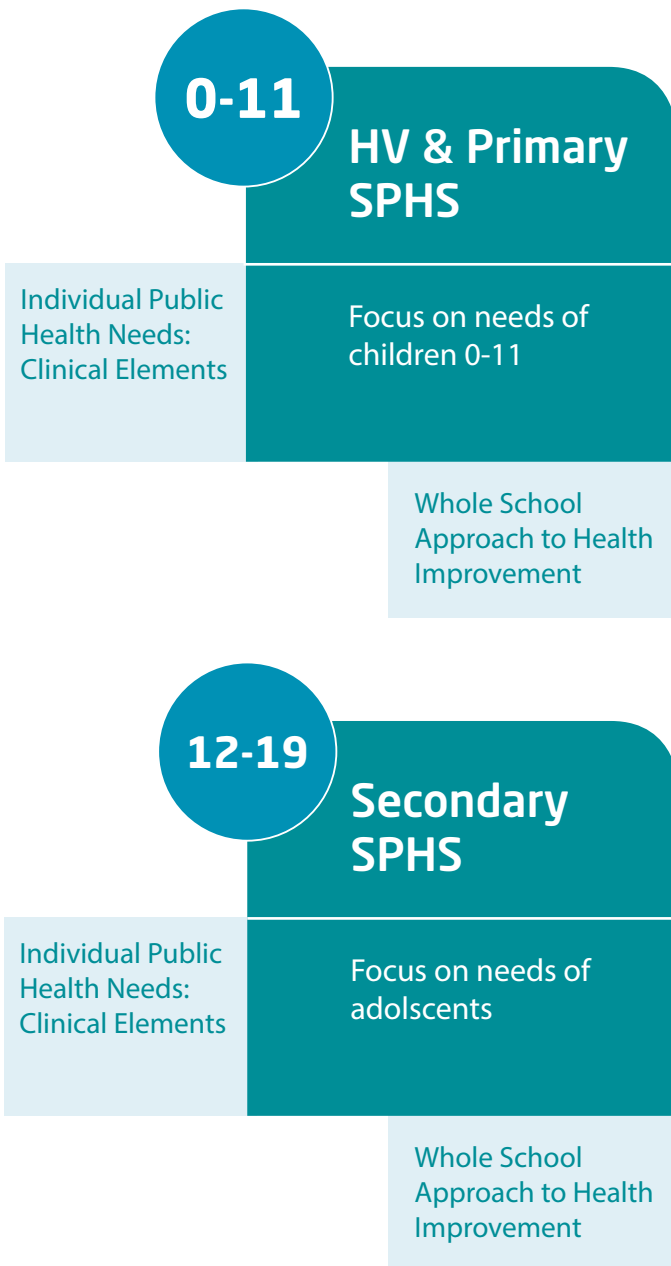 0-11
HV & Primary
SPHS
Individual Public
Health Needs:
Clinical Elements
Focus on needs of
children 0-11
Whole School
Approach to Health
Improvement
12-19
Secondary
SPHS
Individual Public
Health Needs:
Clinical Elements
Focus on needs of
adolscents
Whole School
Approach to Health
Improvement